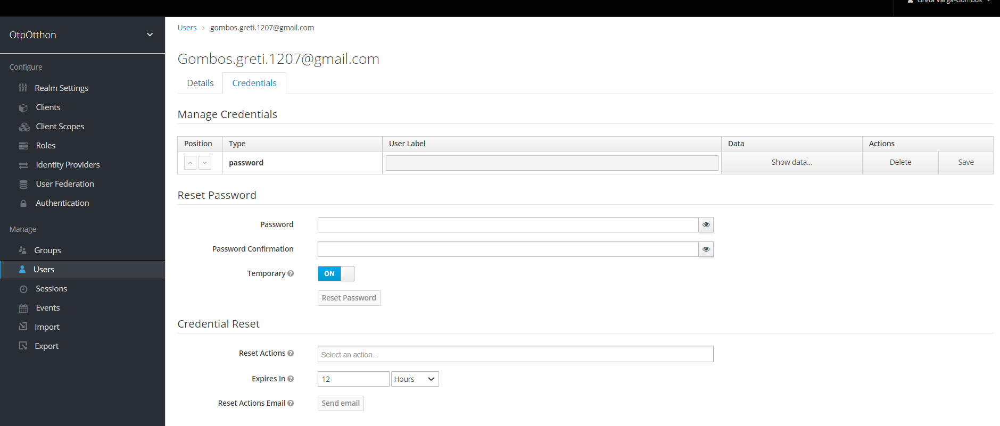 Greta Varga-Gombos
OtpOtthon
Users › gombos.greti.1207@gmail.com
Gombos.greti.1207@gmail.com
Details Credentials
Configure
Realm Settings
Clients
Client Scopes
Roles
Identity Providers
User Federation
Authentication
Manage
Groups
Users
Sessions
Events
Import
Export
Manage Credentials
Position Type User Label Data Actions
password Show data... Delete Save
Reset Password
Password
Password Confirmation
Temporary ON
Reset Password
Credential Reset
Reset Actions Select an action...
Expires In 12 Hours
Reset Actions Email Send email